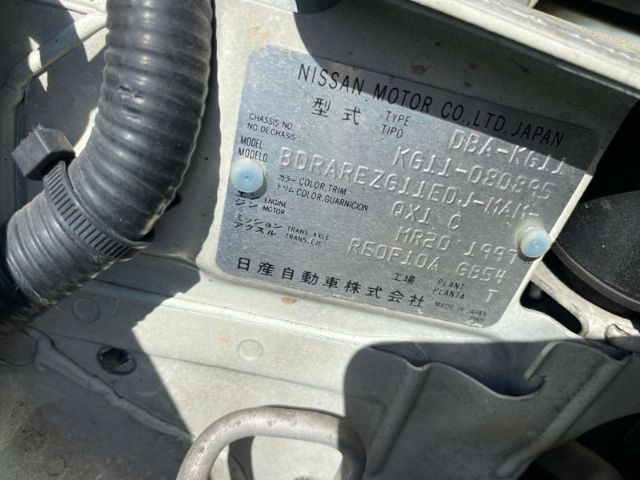 NISSAN MOTOR CO.,LTD. JAPAN
型式 TYPE TIPO DBA-KG11
CHASSIS NO. NO.DECHASIS KG11-080895
MODEL MODELO BDRAREZG11EDJ-MAM
カラー トリム COLOR,TRIM COLOR,GUARNICION QX1 C
エンジン ENGINE MOTOR MR20 1997
ミッション アクスル TRANS.,AXLE TRANS.,EJE RE0F10A GB54
工場 PLANT PLANTA T
日産自動車株式会社 MADE IN JAPAN